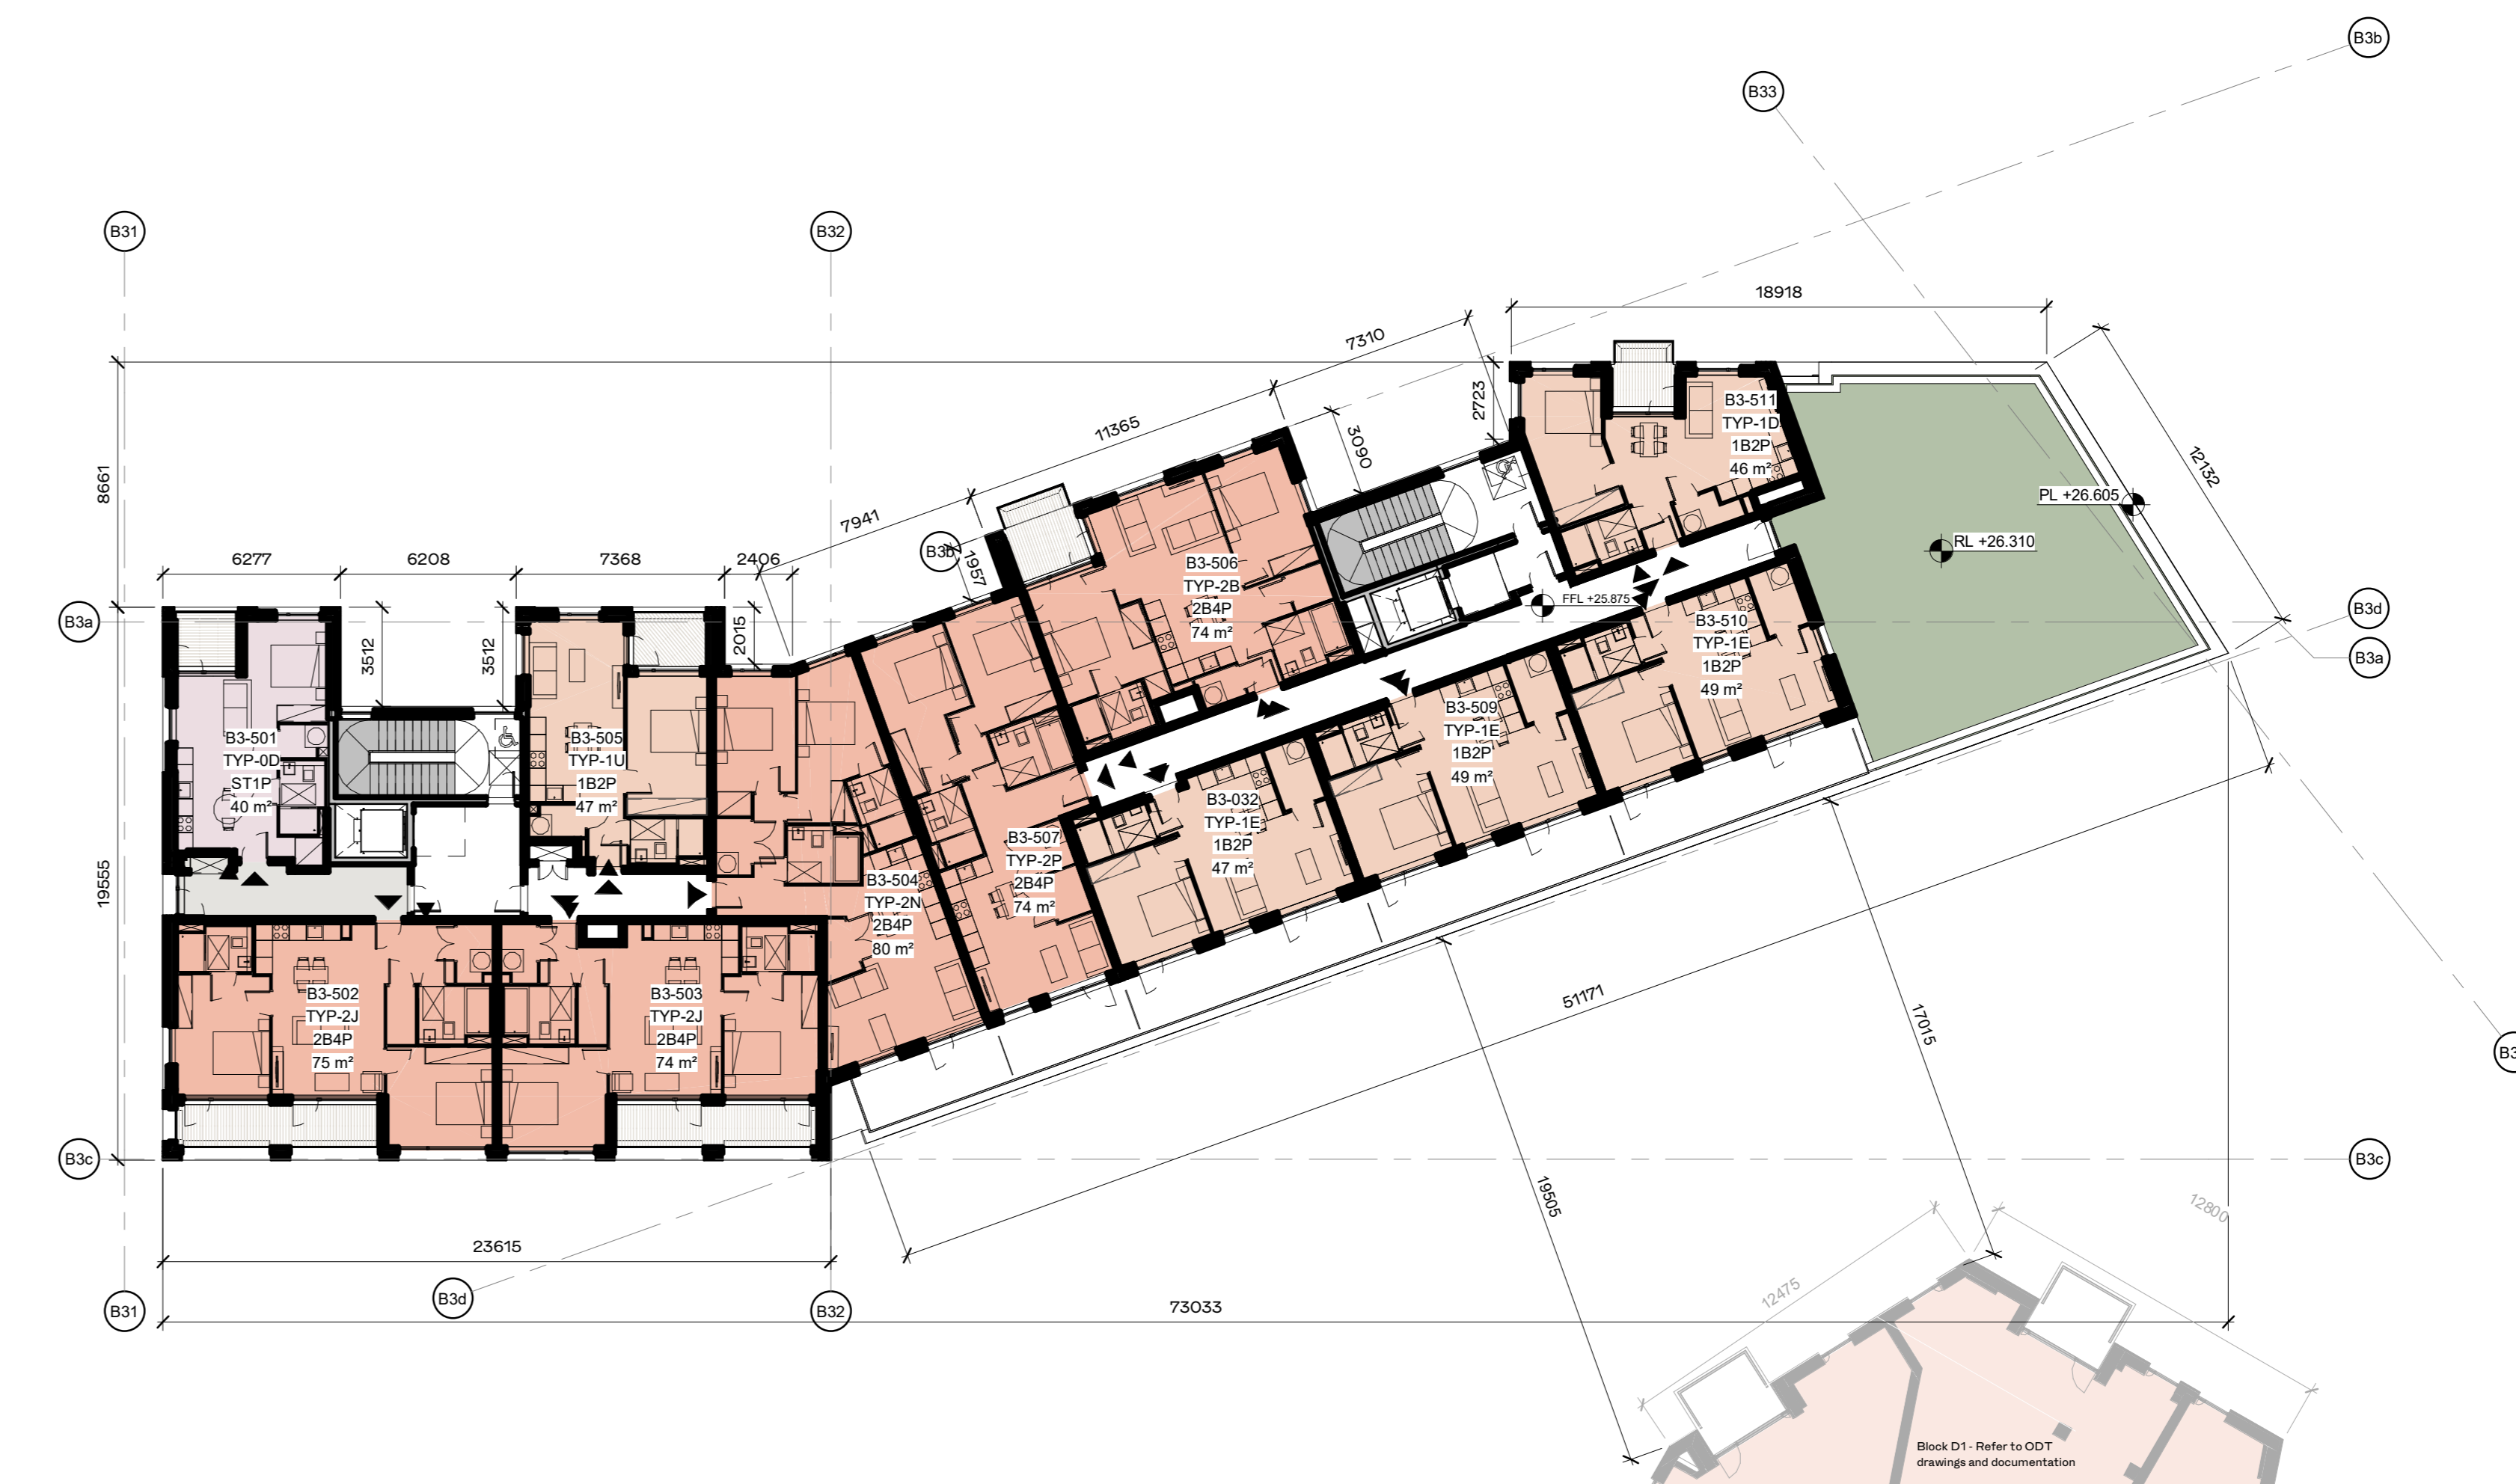 B3b
B33
B31
B32
18918
7310
2723
12132
11365
3090
8661
7941
B3b
1957
6277
6208
7368
2406
B3a
3512
3512
2015
B3-511
TYP-1D
1B2P
46 m²
PL +26.605
RL +26.310
FFL +25.875
B3d
B3a
B3-506
TYP-2B
2B4P
74 m²
B3-510
TYP-1E
1B2P
49 m²
B3-501
TYP-0D
ST1P
40 m²
B3-505
TYP-1U
1B2P
47 m²
B3-509
TYP-1E
1B2P
49 m²
B3-032
TYP-1E
1B2P
47 m²
B3-507
TYP-2P
2B4P
74 m²
B3-504
TYP-2N
2B4P
80 m²
19555
B3-502
TYP-2J
2B4P
75 m²
B3-503
TYP-2J
2B4P
74 m²
51171
17015
B3c
B3c
19505
12800
23615
B3d
B31
B32
73033
12475
Block D1 - Refer to ODT
drawings and documentation